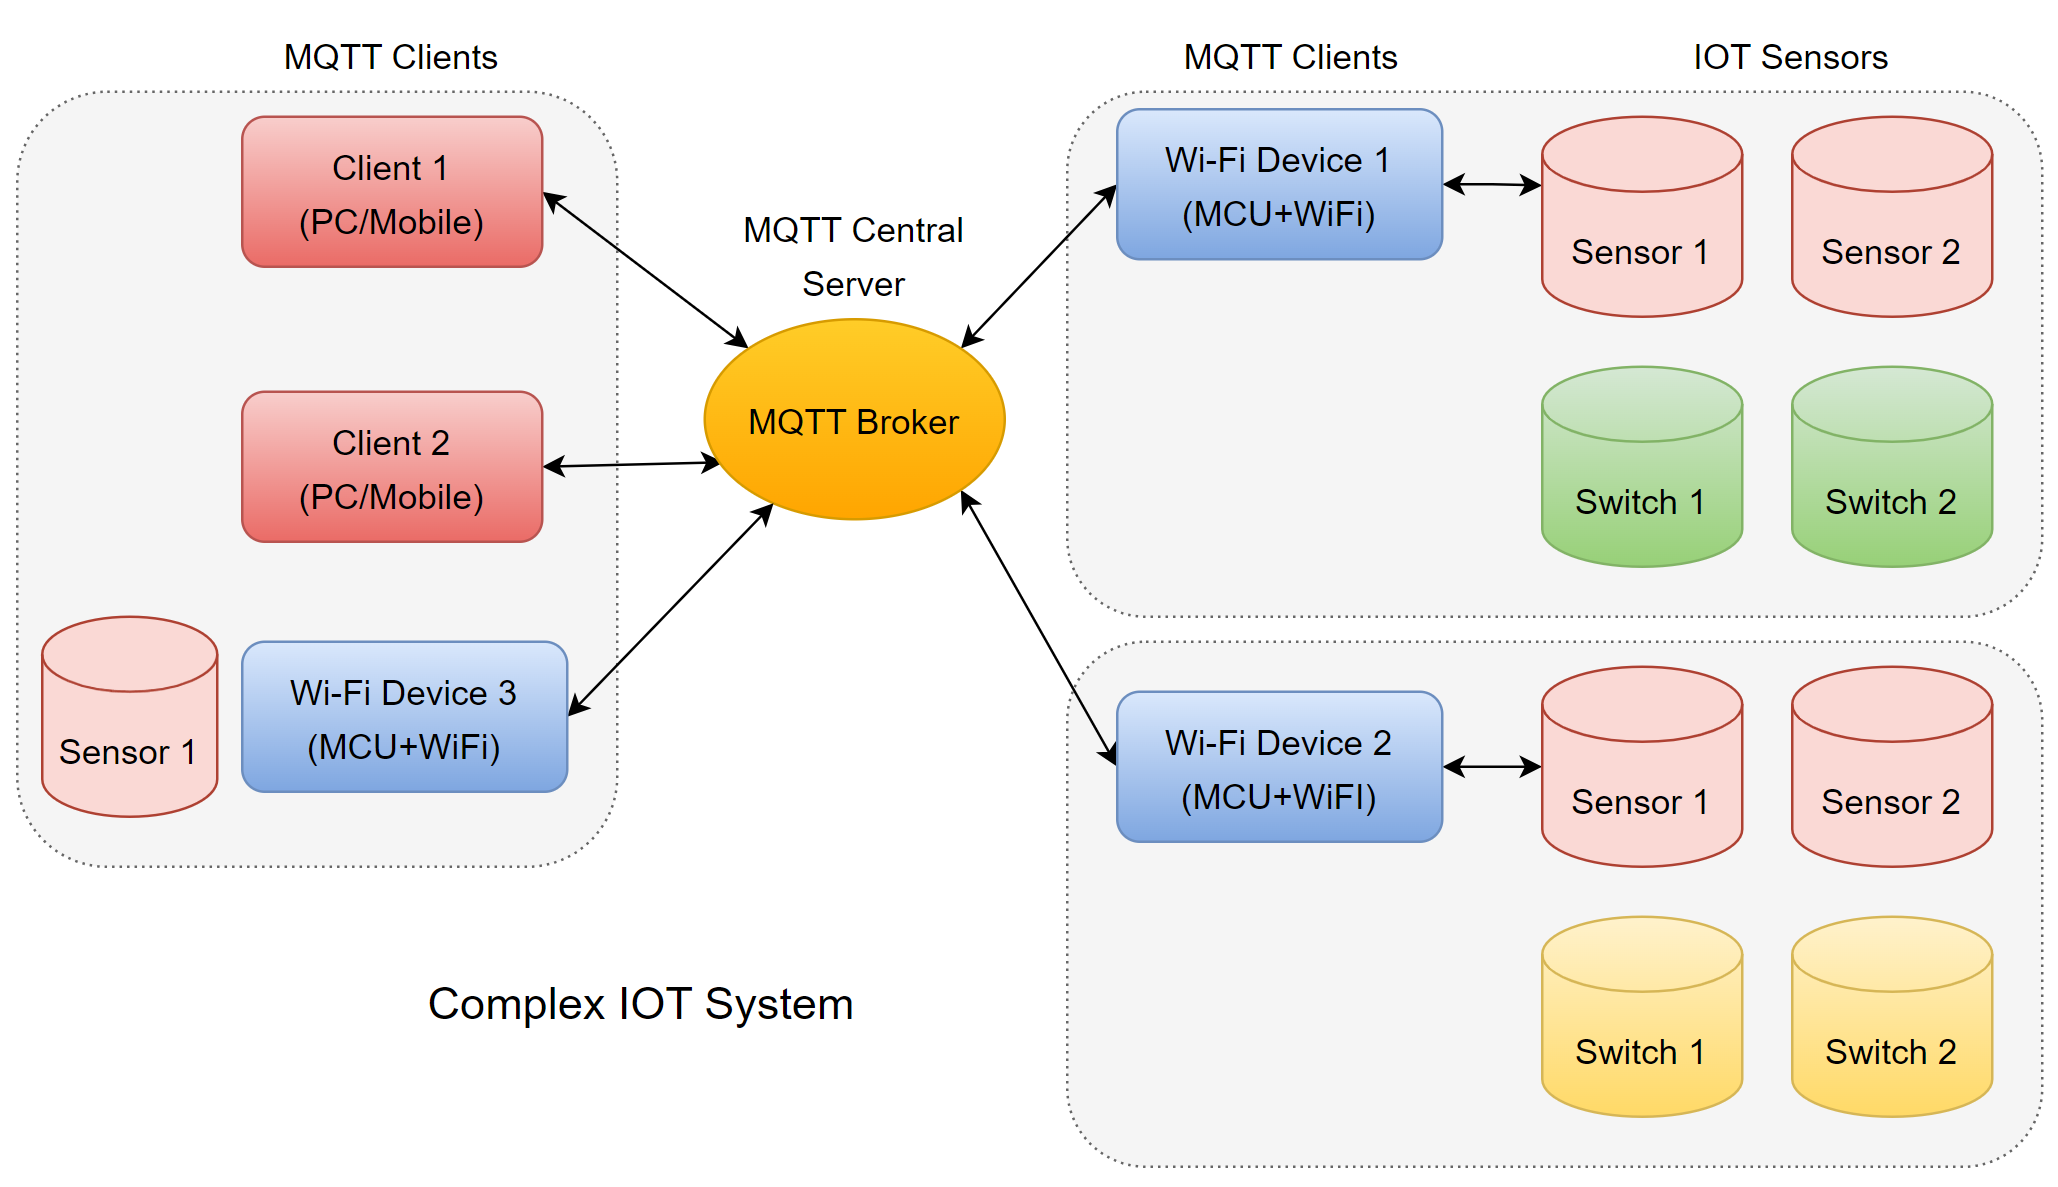 MQTT Clients
Client 1
(PC/Mobile)
Client 2
(PC/Mobile)
Sensor 1
Wi-Fi Device 3
(MCU+WiFi)
MQTT Central
Server
MQTT Broker
MQTT Clients
IOT Sensors
Wi-Fi Device 1
(MCU+WiFi)
Sensor 1
Sensor 2
Switch 1
Switch 2
Wi-Fi Device 2
(MCU+WiFI)
Sensor 1
Sensor 2
Switch 1
Switch 2
Complex IOT System